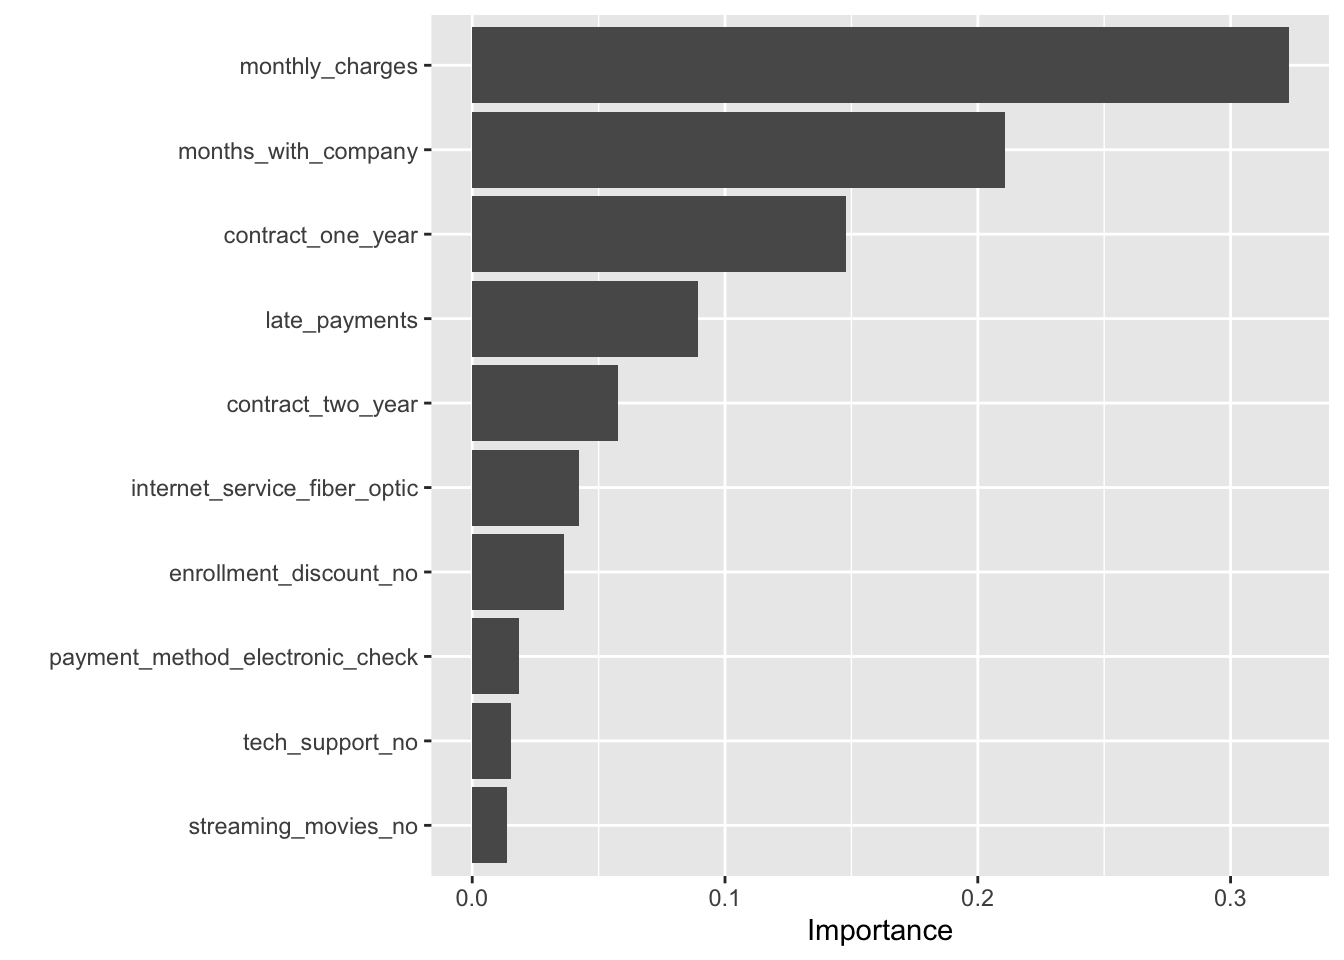 monthly_charges
months_with_company
contract_one_year
late_payments
contract_two_year
internet_service_fiber_optic
enrollment_discount_no
payment_method_electronic_check
tech_support_no
streaming_movies_no
0.0 0.1 0.2 0.3
Importance